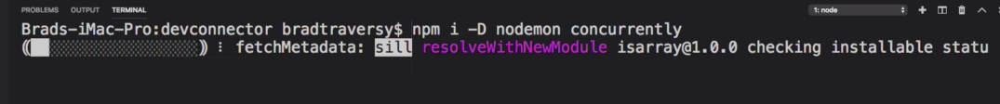 PROBLEMS OUTPUT TERMINAL 1: node
Brads-iMac-Pro:devconnector bradtraversy$ npm i -D nodemon concurrently
(██░░░░░░░░░░░░░░░░) ⸽ fetchMetadata: sill resolveWithNewModule isarray@1.0.0 checking installable statu